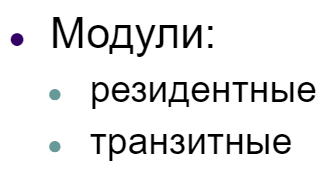 • Модули:
• резидентные
• транзитные